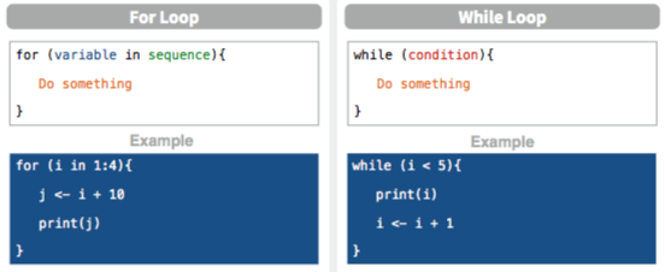 For Loop
for (variable in sequence){
Do something
}
Example
for (i in 1:4){
j <- i + 10
print(j)
}
While Loop
while (condition){
Do something
}
Example
while (i < 5){
print(i)
i <- i + 1
}